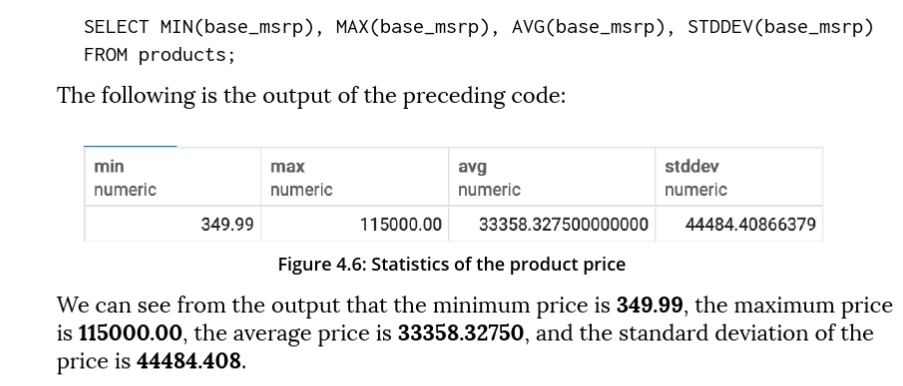 SELECT MIN(base_msrp), MAX(base_msrp), AVG(base_msrp), STDDEV(base_msrp)
FROM products;
The following is the output of the preceding code:
min max avg stddev
numeric numeric numeric numeric
349.99 115000.00 33358.327500000000 44484.40866379
Figure 4.6: Statistics of the product price
We can see from the output that the minimum price is 349.99, the maximum price
is 115000.00, the average price is 33358.32750, and the standard deviation of the
price is 44484.408.